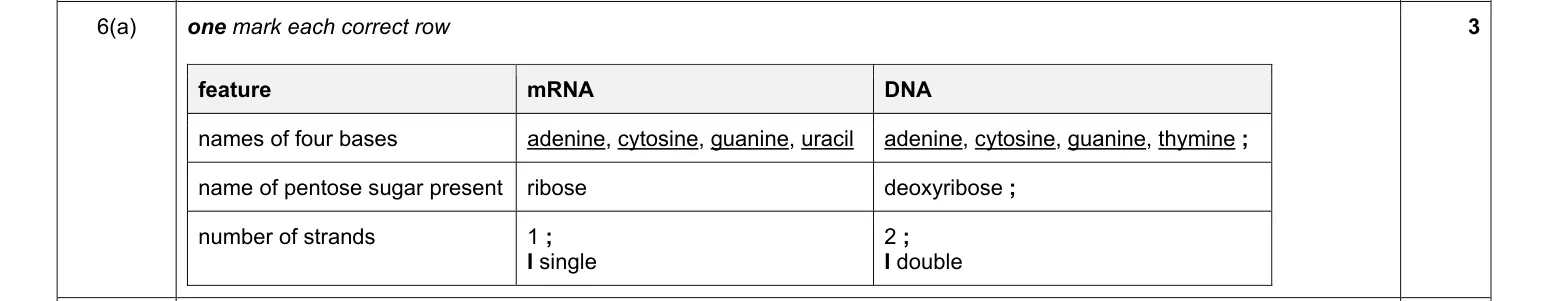 6(a) one mark each correct row 3
feature mRNA DNA
names of four bases adenine, cytosine, guanine, uracil adenine, cytosine, guanine, thymine ;
name of pentose sugar present ribose deoxyribose ;
number of strands 1 ; 2 ;
I single I double